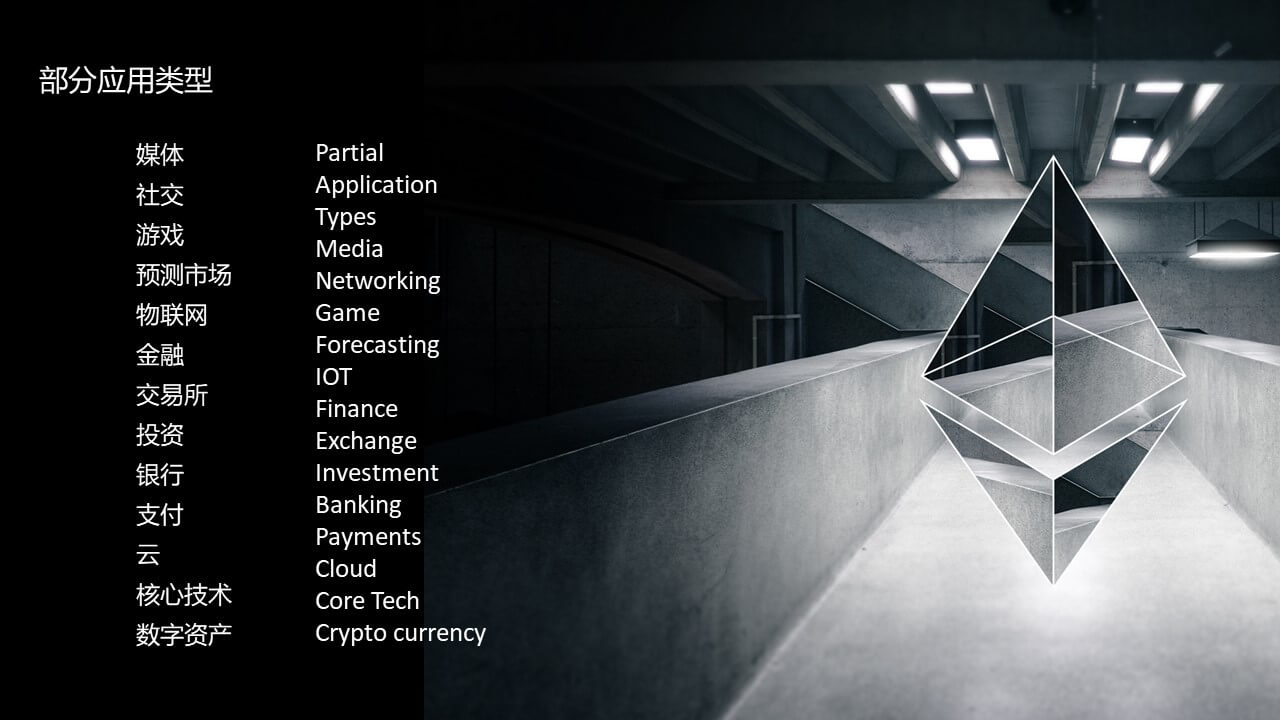 部分应用类型
媒体
社交
游戏
预测市场
物联网
金融
交易所
投资
银行
支付
云
核心技术
数字资产
Partial
Application
Types
Media
Networking
Game
Forecasting
IOT
Finance
Exchange
Investment
Banking
Payments
Cloud
Core Tech
Crypto currency